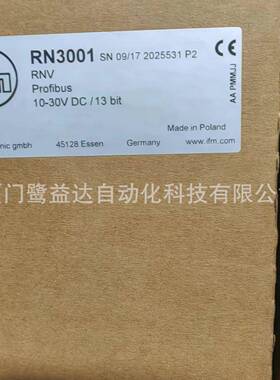 RN3001 SN 09/17 2025531 P2
RNV
Profibus
10-30V DC / 13 bit
CE
AA PMMJJ
Made in Poland
nic gmbh 45128 Essen Germany www.ifm.com
门鹭益达自动化科技有限公